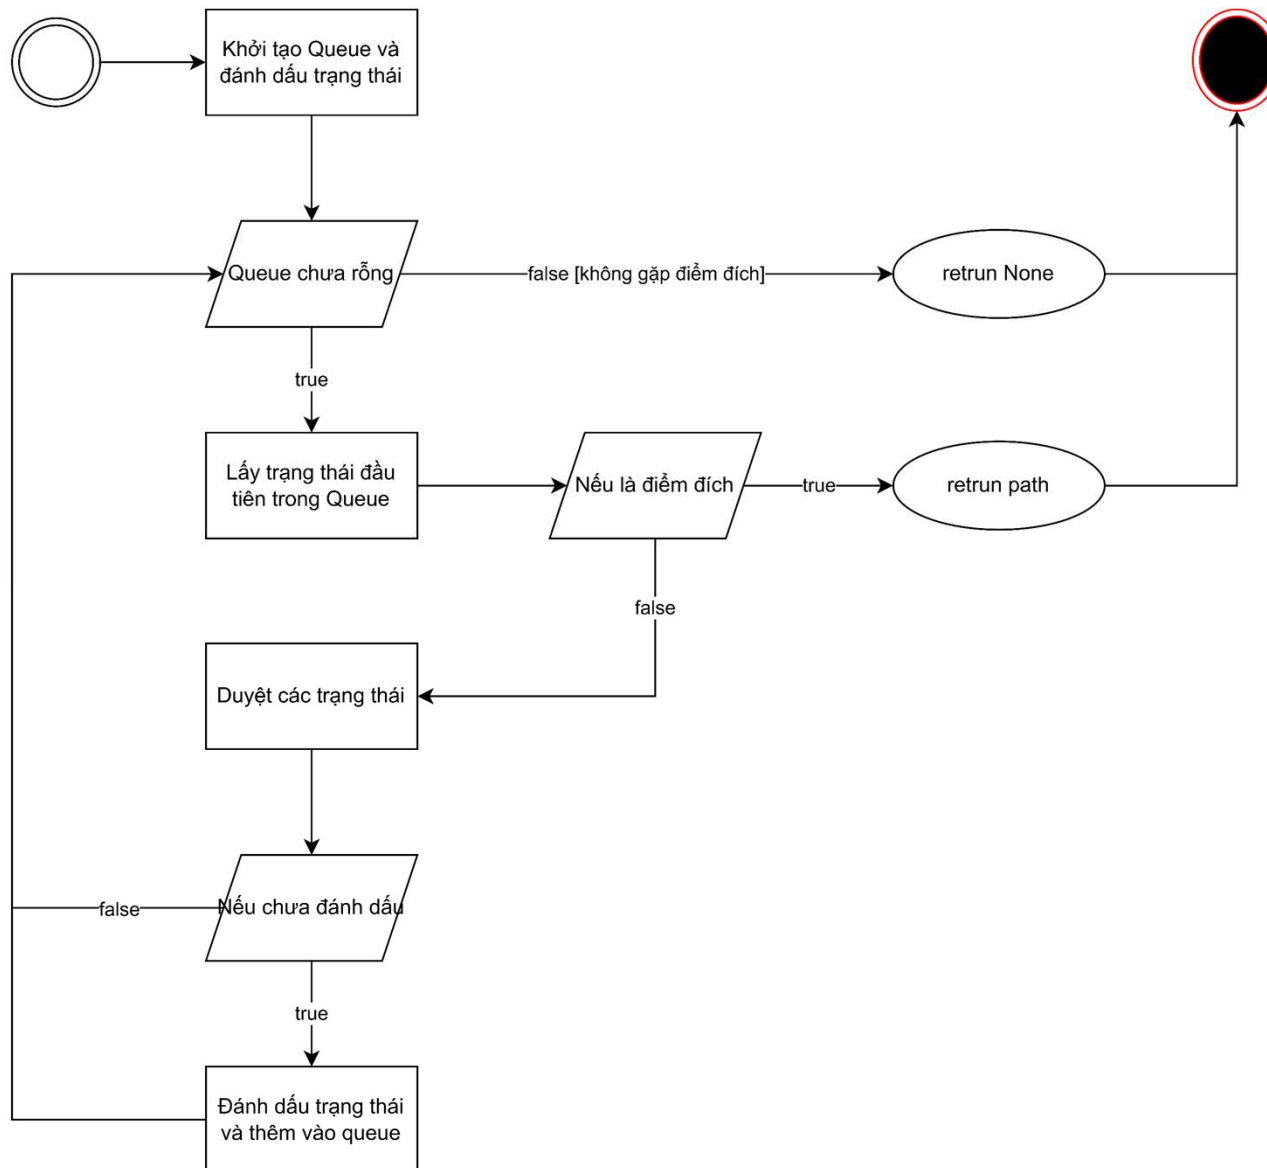 Khởi tạo Queue và
đánh dấu trạng thái
Queue chưa rỗng
false [không gặp điểm đích]
retrun None
true
Lấy trạng thái đầu
tiên trong Queue
Nếu là điểm đích
true
retrun path
false
Duyệt các trạng thái
Nếu chưa đánh dấu
false
true
Đánh dấu trạng thái
và thêm vào queue